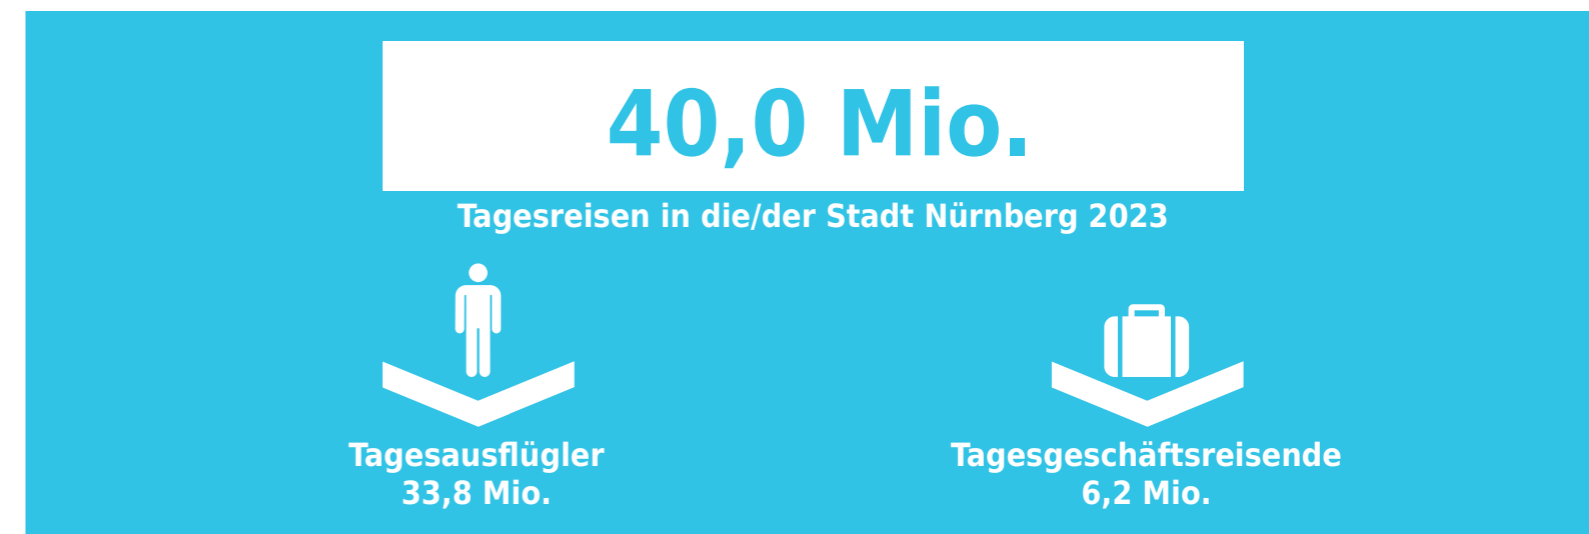 40,0 Mio.
Tagesreisen in die/der Stadt Nürnberg 2023
Tagesausflügler
33,8 Mio.
Tagesgeschäftsreisende
6,2 Mio.